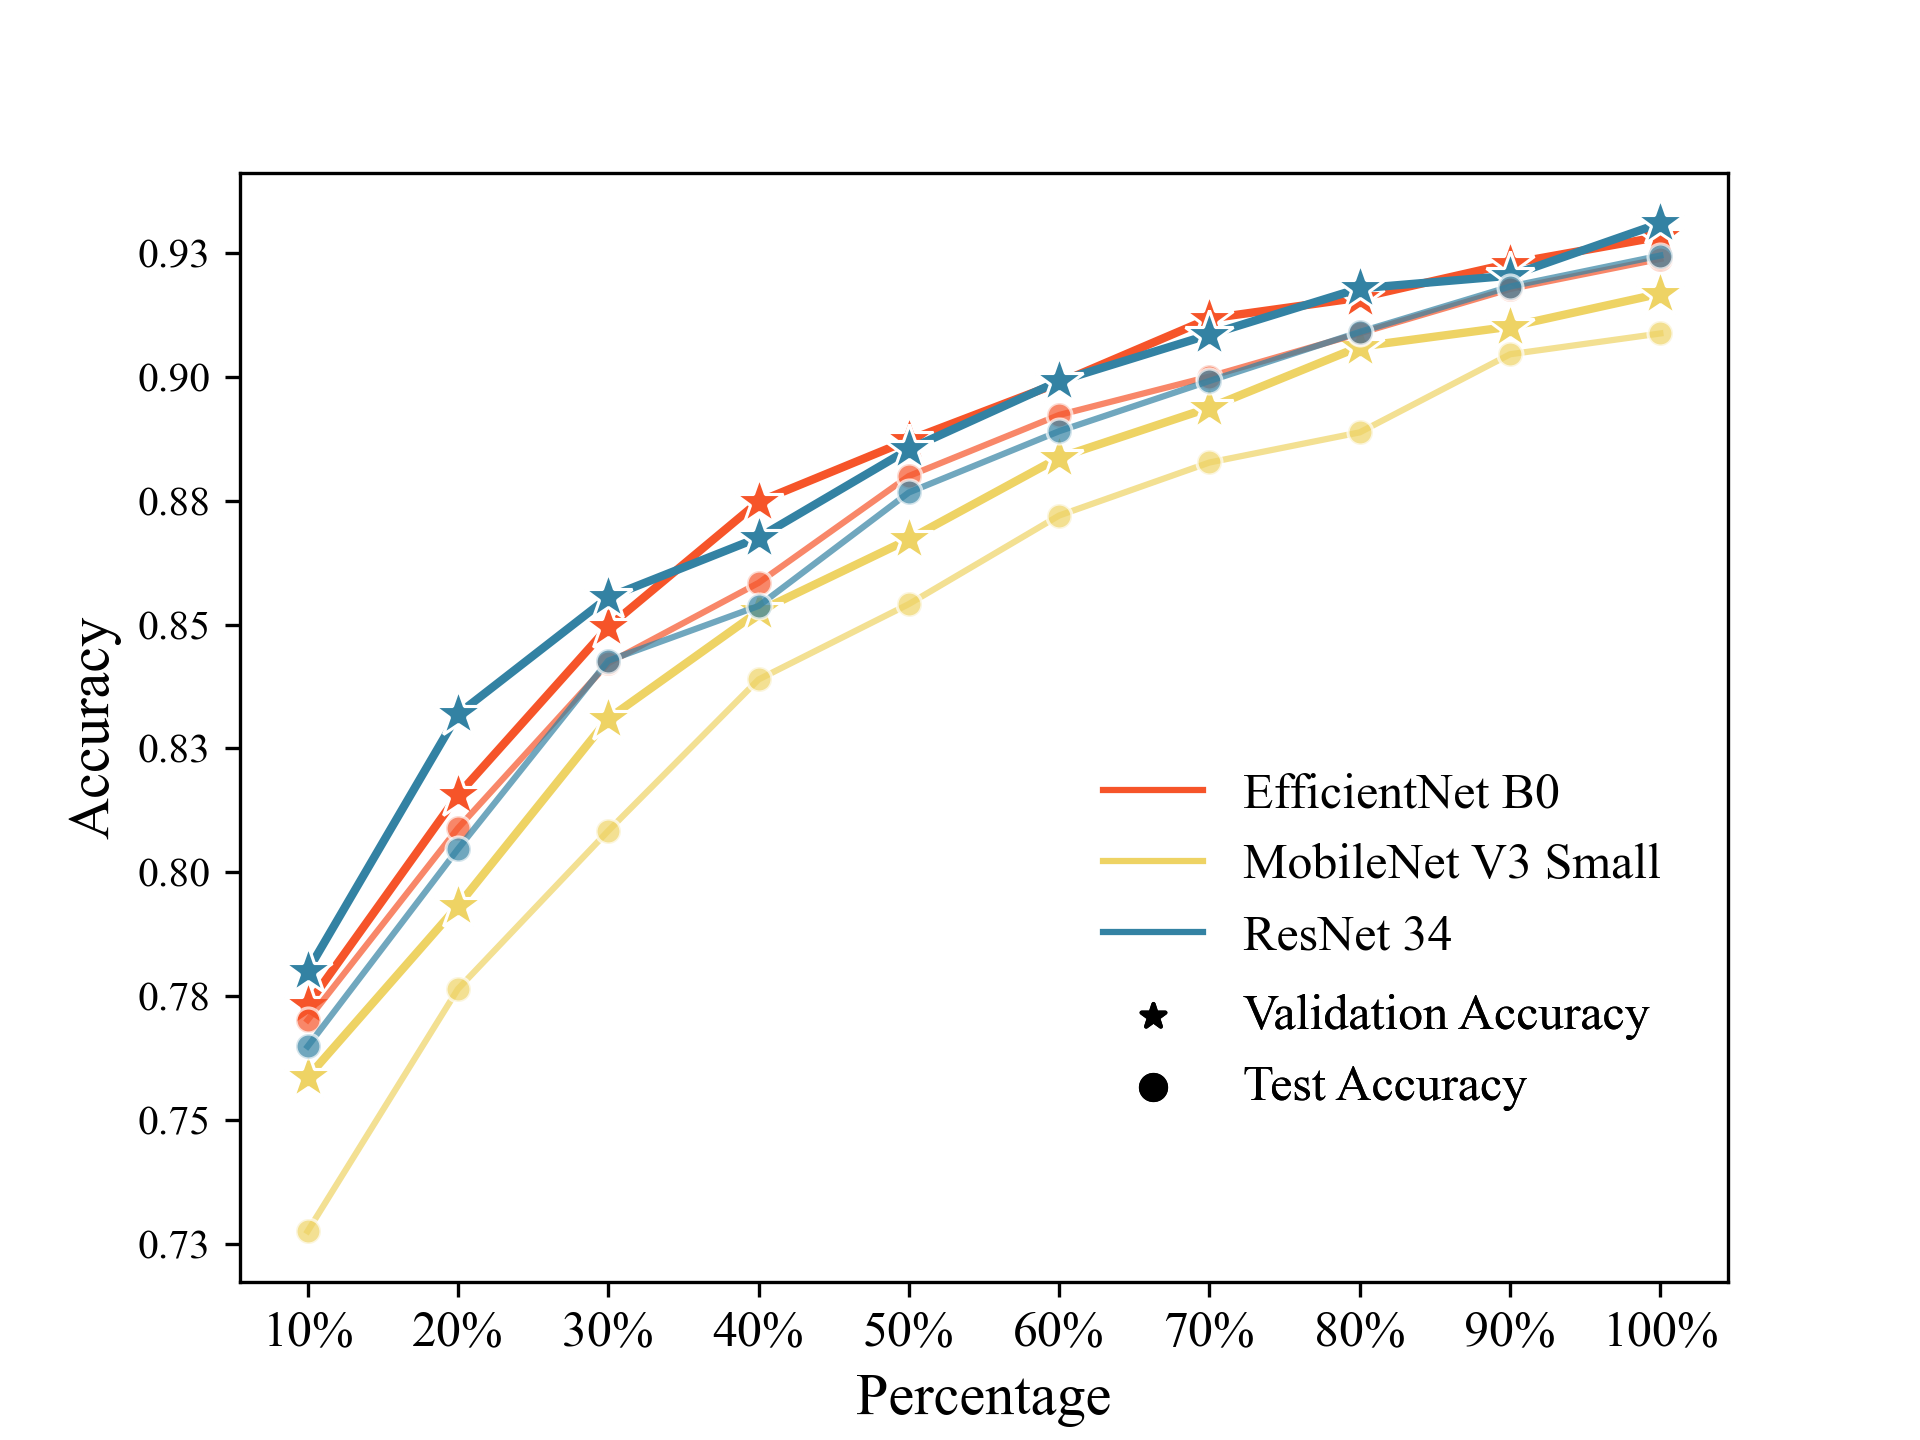 0.93
0.90
0.88
0.85
0.83
0.80
0.78
0.75
0.73
Accuracy
EfficientNet B0
MobileNet V3 Small
ResNet 34
Validation Accuracy
Test Accuracy
10% 20% 30% 40% 50% 60% 70% 80% 90% 100%
Percentage